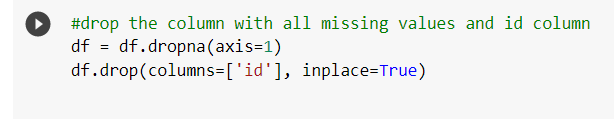 #drop the column with all missing values and id column
df = df.dropna(axis=1)
df.drop(columns=['id'], inplace=True)